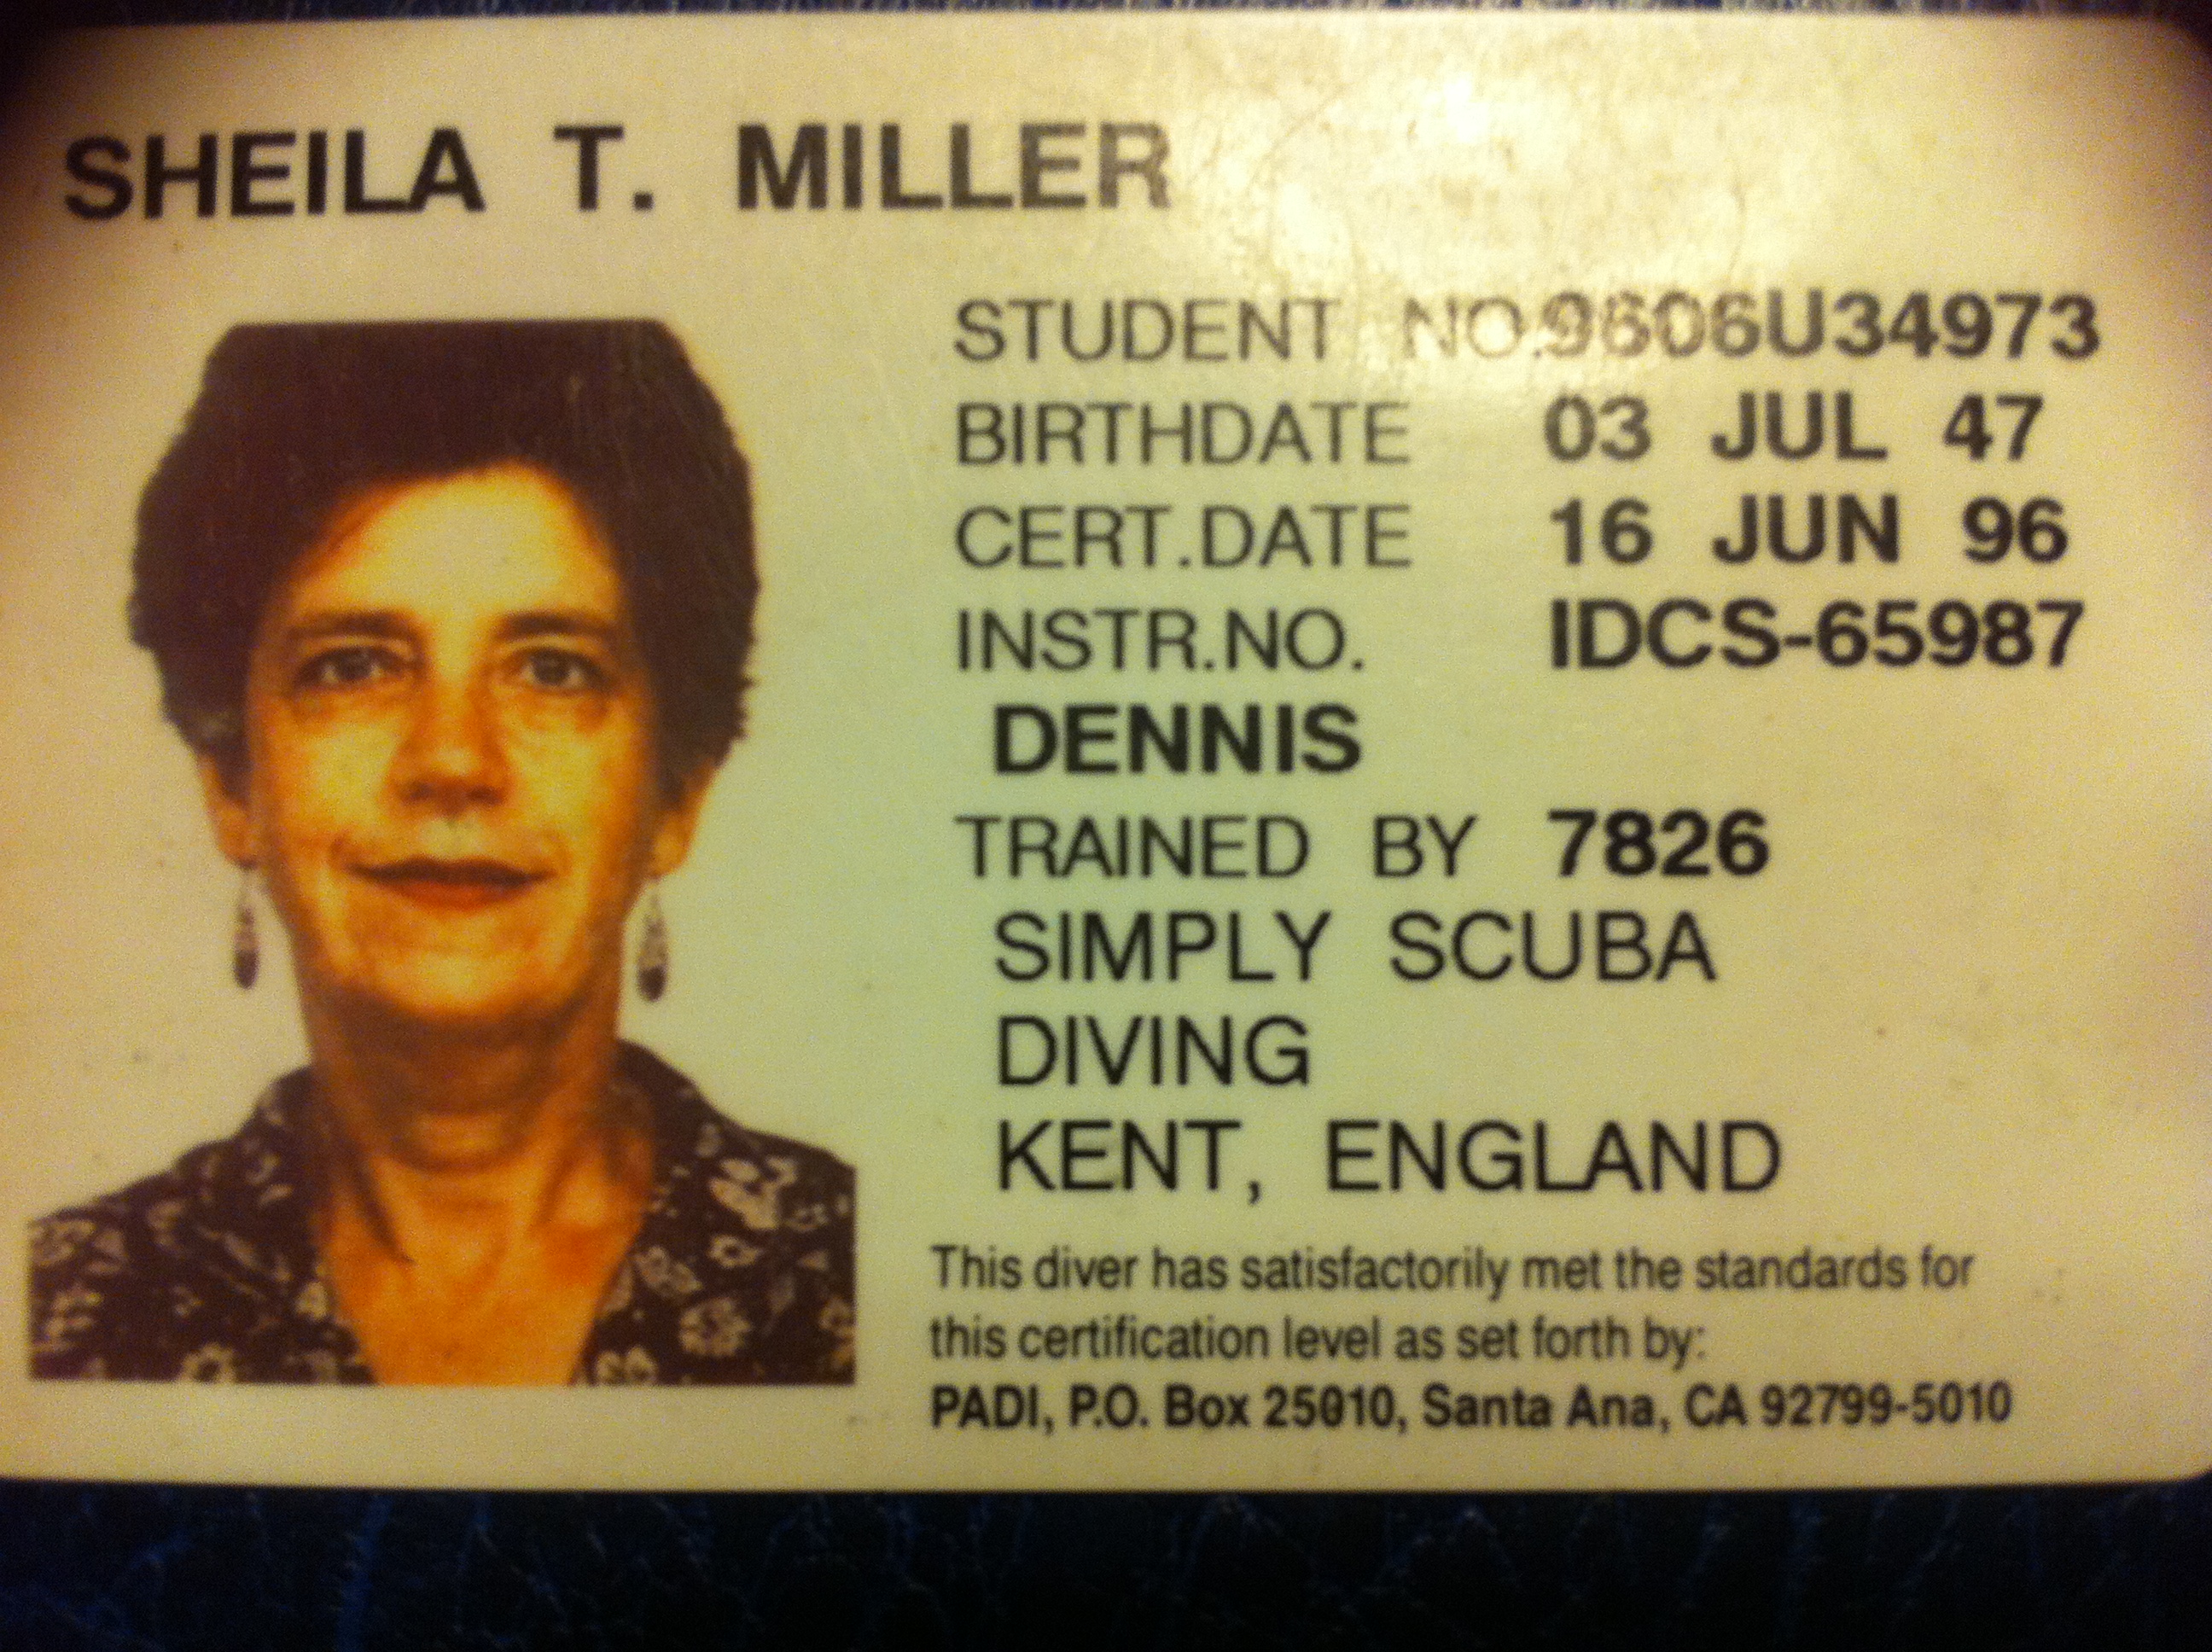 SHEILA T. MILLER
STUDENT NO.9606U34973
BIRTHDATE 03 JUL 47
CERT.DATE 16 JUN 96
INSTR.NO. IDCS-65987
DENNIS
TRAINED BY 7826
SIMPLY SCUBA
DIVING
KENT, ENGLAND
This diver has satisfactorily met the standards for
this certification level as set forth by:
PADI, P.O. Box 25010, Santa Ana, CA 92799-5010